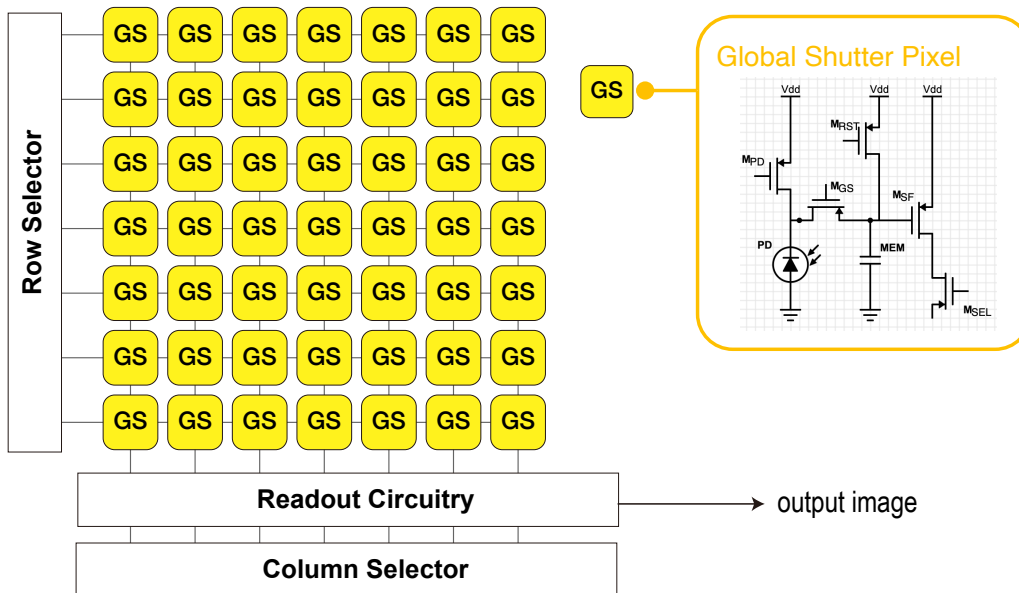 Row Selector
GS GS GS GS GS GS GS
GS GS GS GS GS GS GS
GS GS GS GS GS GS GS
GS GS GS GS GS GS GS
GS GS GS GS GS GS GS
GS GS GS GS GS GS GS
GS GS GS GS GS GS GS
Readout Circuitry
output image
Column Selector
GS
Global Shutter Pixel
Vdd Vdd Vdd
MRST
MPD
MGS
MSF
PD
MEM
MSEL